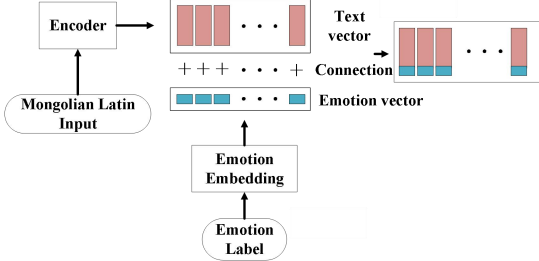 Encoder
Text
vector
Connection
Mongolian Latin
Input
Emotion vector
Emotion
Embedding
Emotion
Label